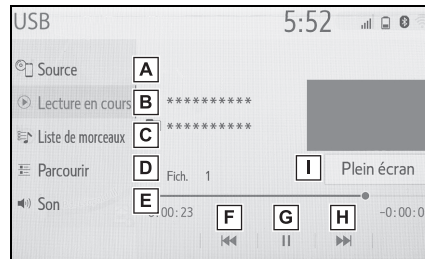 USB 5:52
Source A
Lecture en cours B **********
Liste de morceaux C **********
Parcourir D Fich. 1 I Plein écran
Son E
0:00:23 F G H -0:00:0